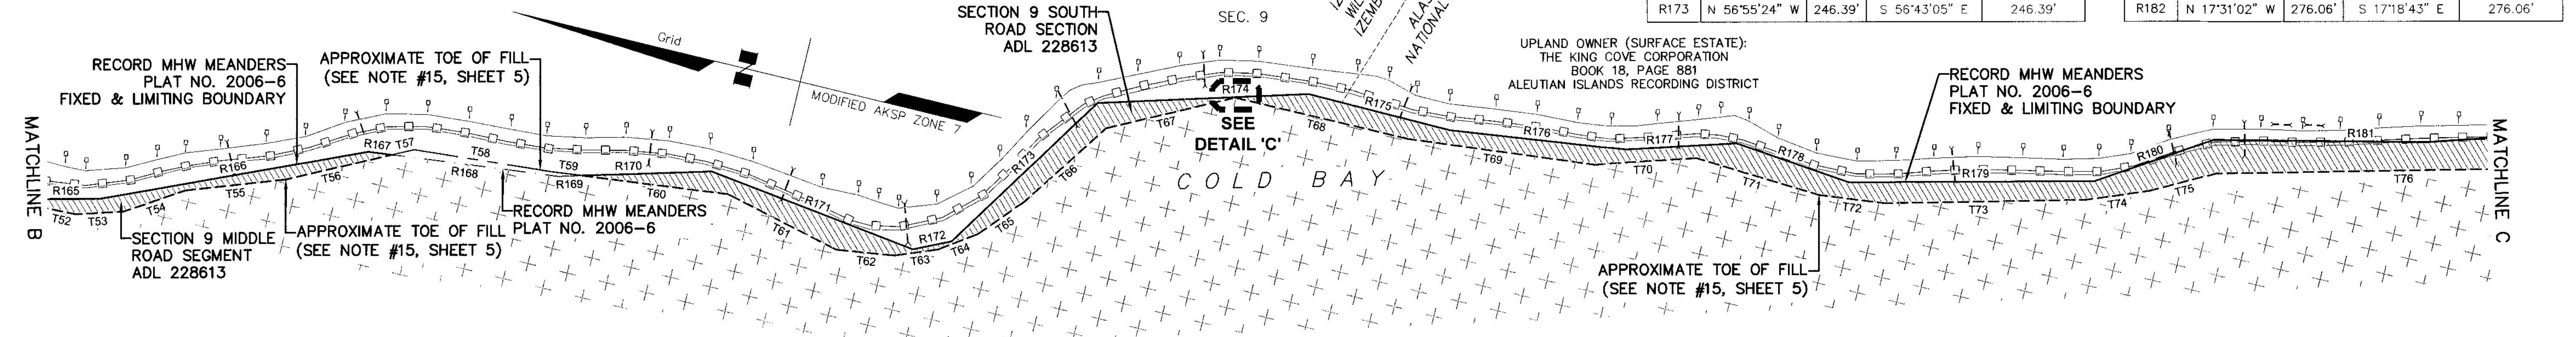 R173 N 56°55'24" W 246.39' S 56°43'05" E 246.39'
R182 N 17°31'02" W 276.06' S 17°18'43" E 276.06'
SEC. 9
SECTION 9 SOUTH
ROAD SECTION
ADL 228613
RECORD MHW MEANDERS
PLAT NO. 2006-6
FIXED & LIMITING BOUNDARY
APPROXIMATE TOE OF FILL
(SEE NOTE #15, SHEET 5)
Grid
MODIFIED AKSP ZONE 7
UPLAND OWNER (SURFACE ESTATE):
THE KING COVE CORPORATION
BOOK 18, PAGE 881
ALEUTIAN ISLANDS RECORDING DISTRICT
WIL
IZEMB
ALAS
NATIONAL
RECORD MHW MEANDERS
PLAT NO. 2006-6
FIXED & LIMITING BOUNDARY
MATCHLINE B
MATCHLINE C
R165
R166
R167
R168
R169
R170
R171
R172
R173
R174
R175
R176
R177
R178
R179
R180
R181
SEE
DETAIL 'C'
COLD BAY
T52
T53
T54
T55
T56
T57
T58
T59
T60
T61
T62
T63
T64
T65
T66
T67
T68
T69
T70
T71
T72
T73
T74
T75
T76
SECTION 9 MIDDLE
ROAD SEGMENT
ADL 228613
APPROXIMATE TOE OF FILL
(SEE NOTE #15, SHEET 5)
RECORD MHW MEANDERS
PLAT NO. 2006-6
APPROXIMATE TOE OF FILL
(SEE NOTE #15, SHEET 5)